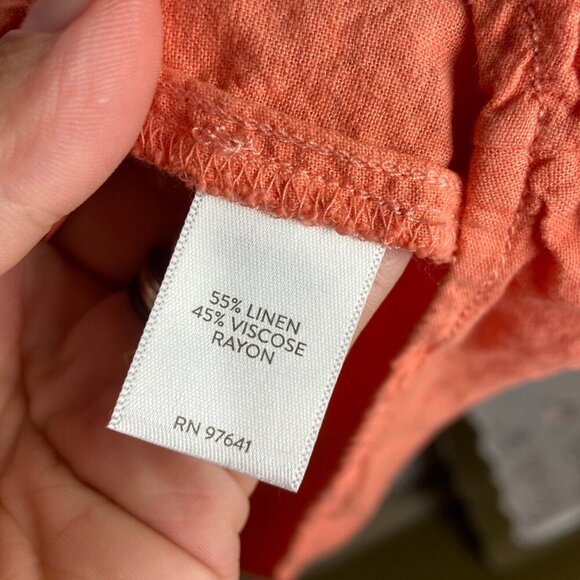 55% LINEN
45% VISCOSE
RAYON
RN 97641